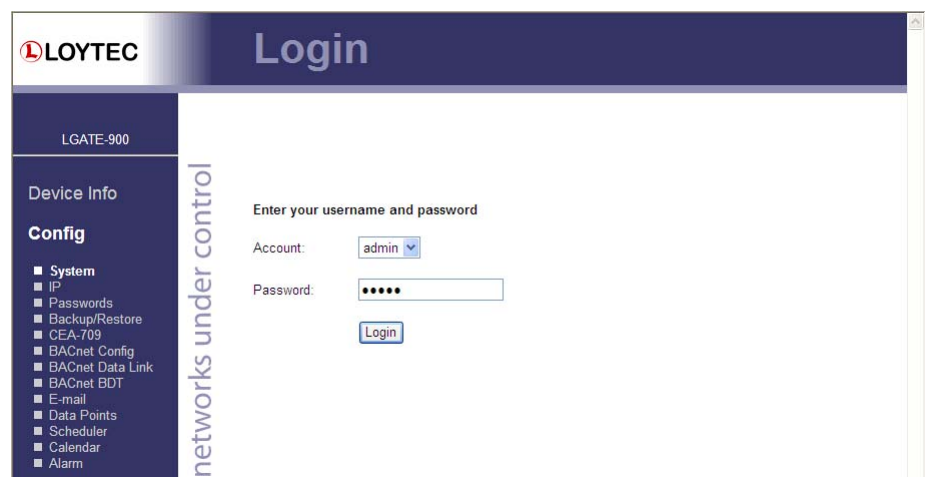 LOYTEC
Login
LGATE-900
Device Info
Config
System
IP
Passwords
Backup/Restore
CEA-709
BACnet Config
BACnet Data Link
BACnet BDT
E-mail
Data Points
Scheduler
Calendar
Alarm
networks under control
Enter your username and password
Account: admin
Password: •••••
Login